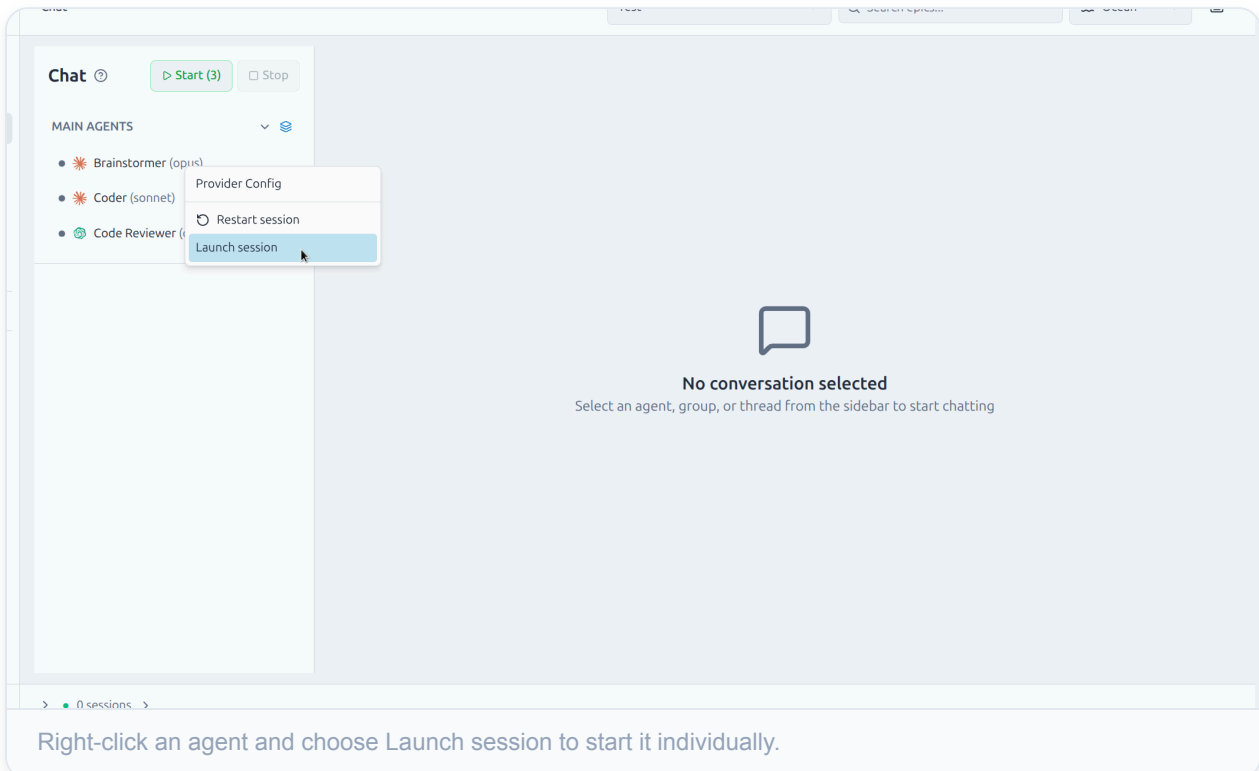 Chat
Start (3)
Stop
MAIN AGENTS
Brainstormer (opus)
Coder (sonnet)
Code Reviewer
Provider Config
Restart session
Launch session
No conversation selected
Select an agent, group, or thread from the sidebar to start chatting
0 sessions
Right-click an agent and choose Launch session to start it individually.